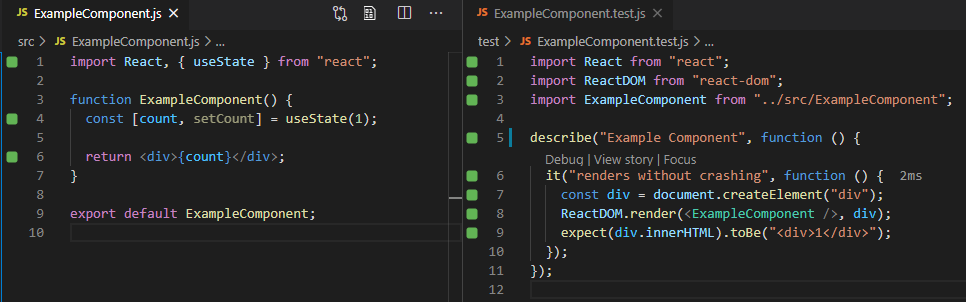 JS ExampleComponent.js ×
src > JS ExampleComponent.js > ...
1 import React, { useState } from "react";
2
3 function ExampleComponent() {
4 const [count, setCount] = useState(1);
5
6 return <div>{count}</div>;
7 }
8
9 export default ExampleComponent;
10
JS ExampleComponent.test.js ×
test > JS ExampleComponent.test.js > ...
1 import React from "react";
2 import ReactDOM from "react-dom";
3 import ExampleComponent from "../src/ExampleComponent";
4
5 describe("Example Component", function () {
Debug | View story | Focus
6 it("renders without crashing", function () { 2ms
7 const div = document.createElement("div");
8 ReactDOM.render(<ExampleComponent />, div);
9 expect(div.innerHTML).toBe("<div>1</div>");
10 });
11 });
12